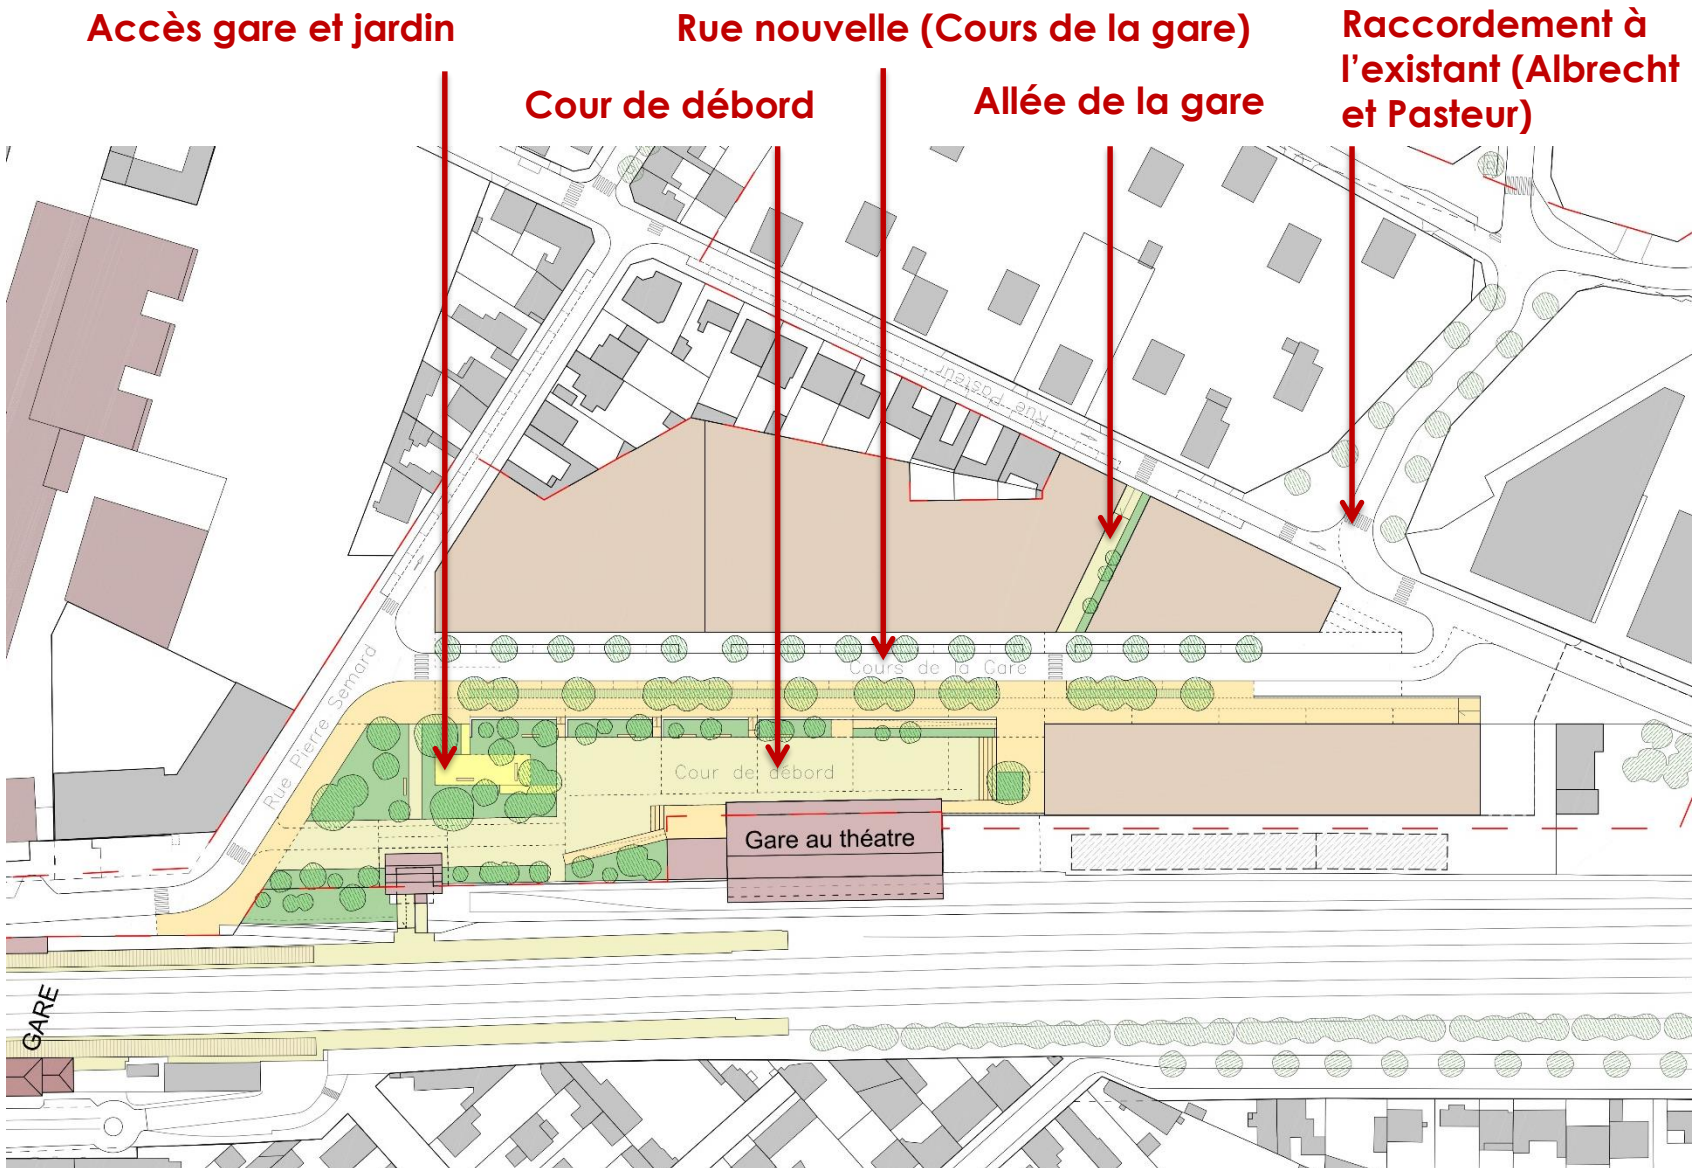 Accès gare et jardin
Rue nouvelle (Cours de la gare)
Raccordement à
l'existant (Albrecht
et Pasteur)
Cour de débord
Allée de la gare
Rue Pasteur
Cours de la Gare
Rue Pierre Semard
Cour de débord
Gare au théatre
GARE